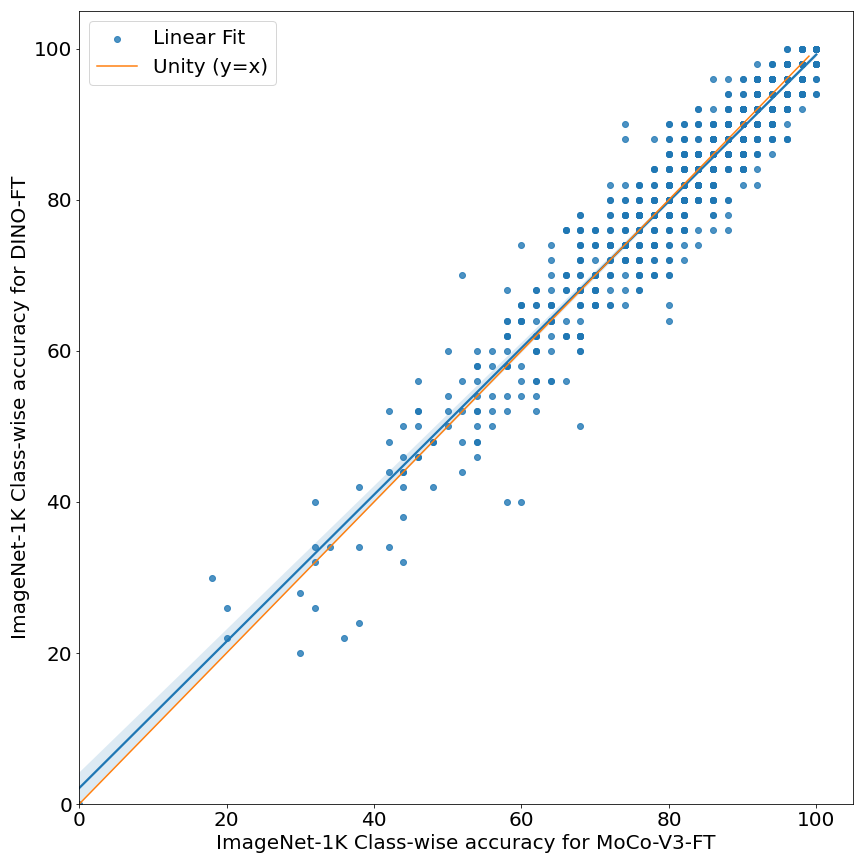 Linear Fit
Unity (y=x)
100
80
60
40
20
0
ImageNet-1K Class-wise accuracy for DINO-FT
0 20 40 60 80 100
ImageNet-1K Class-wise accuracy for MoCo-V3-FT